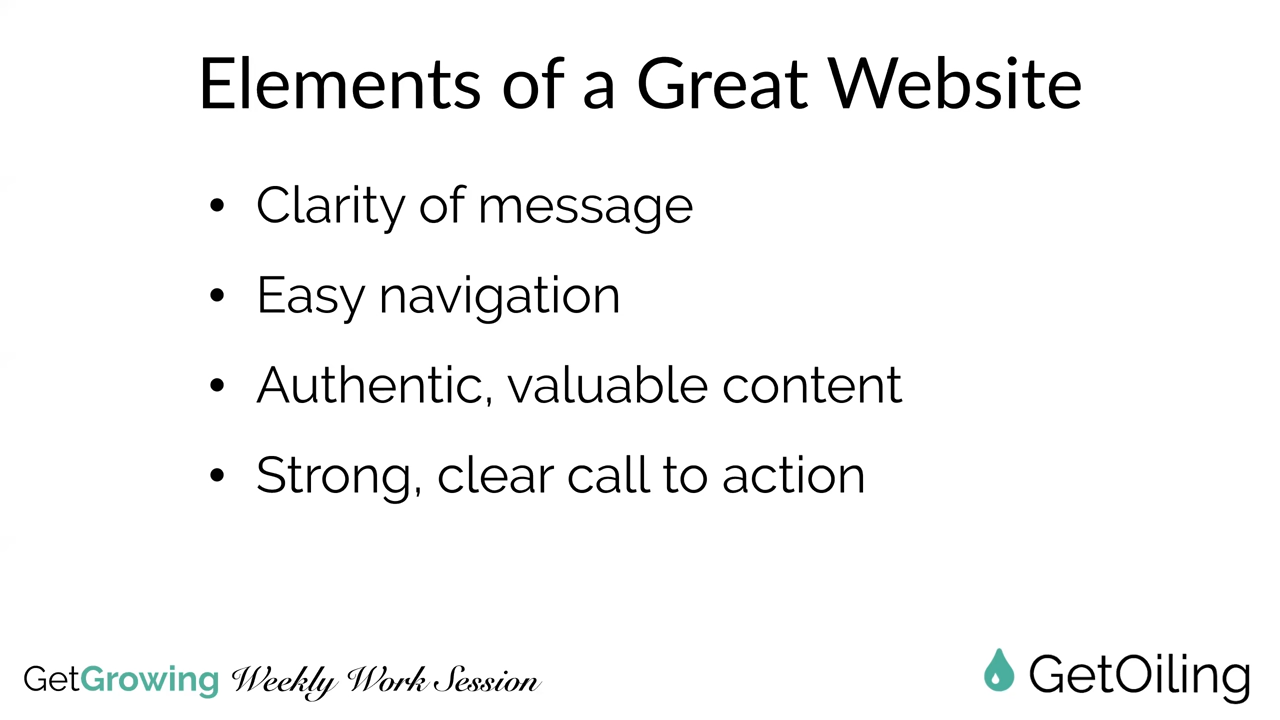 Elements of a Great Website
• Clarity of message
• Easy navigation
• Authentic, valuable content
• Strong, clear call to action
GetGrowing Weekly Work Session
GetOiling